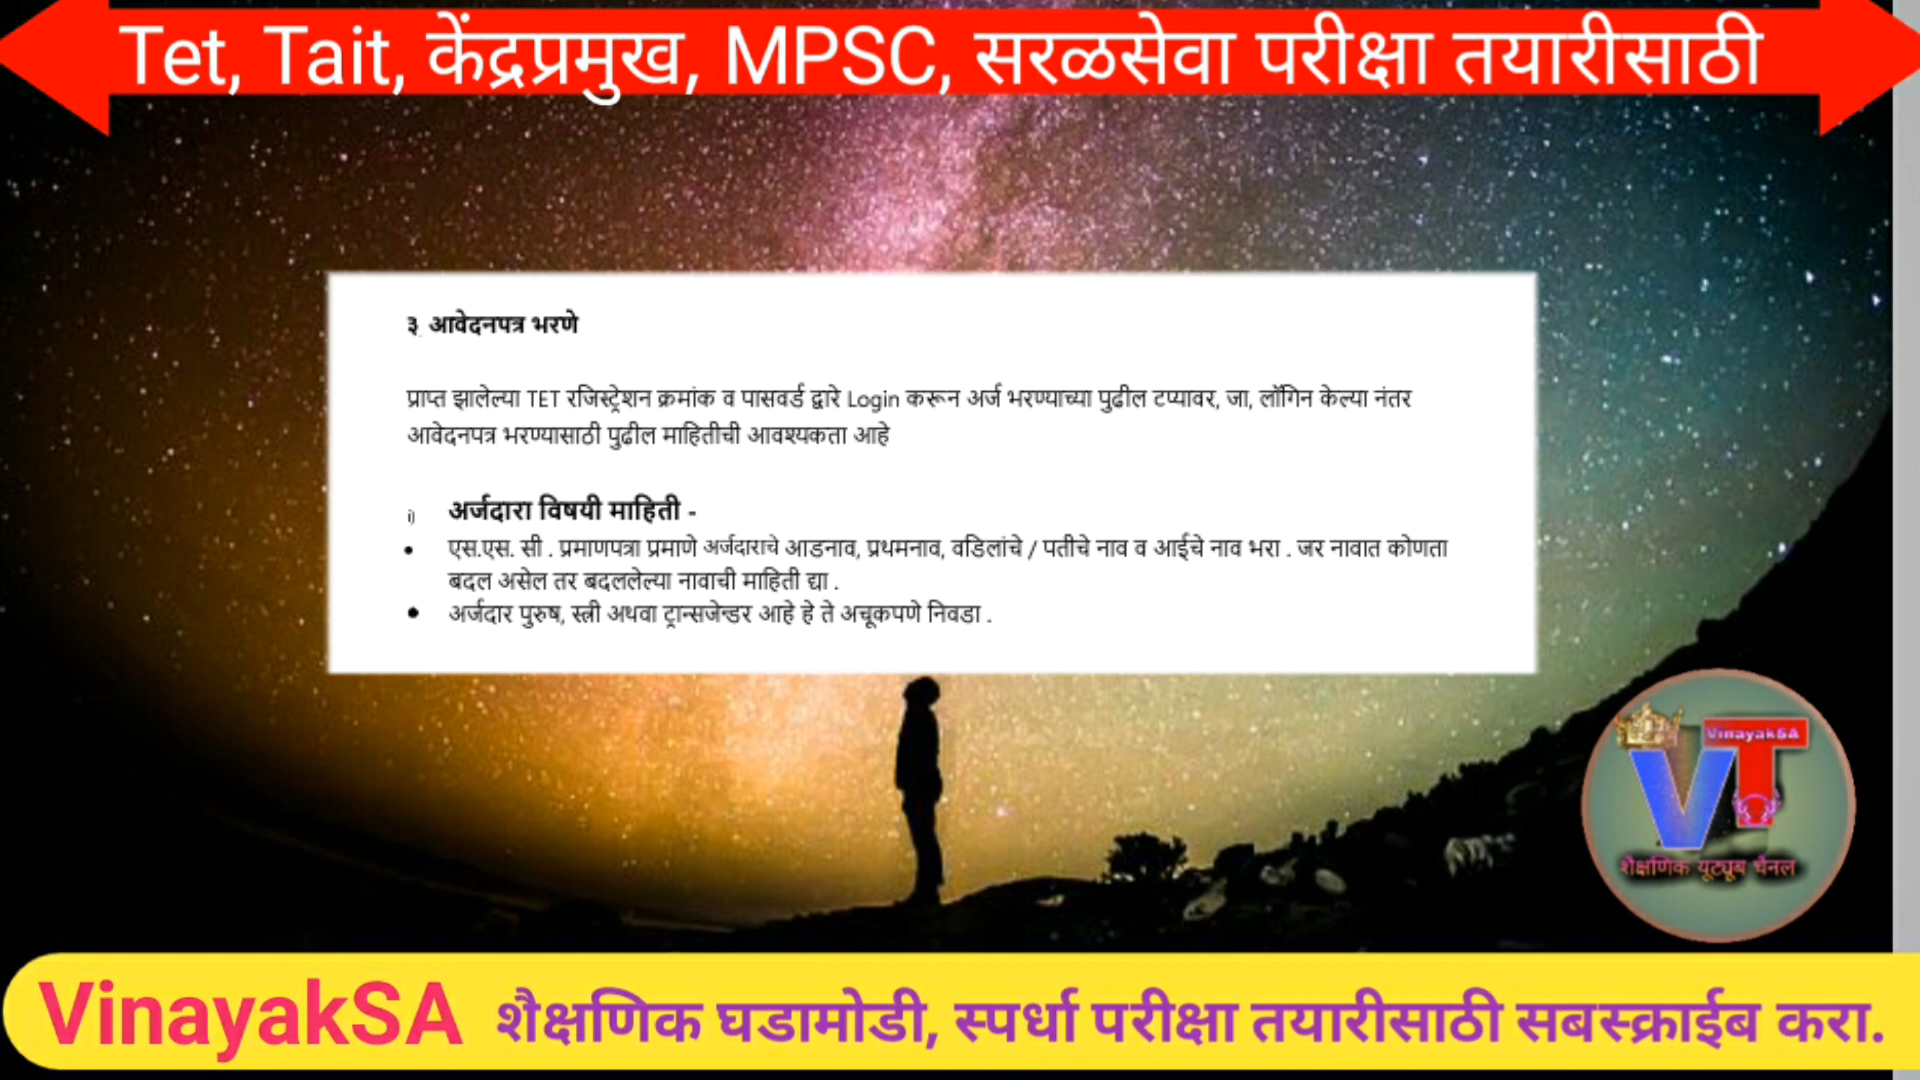 Tet, Tait, केंद्रप्रमुख, MPSC, सरळसेवा परीक्षा तयारीसाठी
३ आवेदनपत्र भरणे
प्राप्त झालेल्या TET रजिस्ट्रेशन क्रमांक व पासवर्ड द्वारे Login करून अर्ज भरण्याच्या पुढील टप्यावर, जा, लॉगिन केल्या नंतर
आवेदनपत्र भरण्यासाठी पुढील माहितीची आवश्यकता आहे
i) अर्जदारा विषयी माहिती -
• एस.एस. सी . प्रमाणपत्रा प्रमाणे अर्जदाराचे आडनाव, प्रथमनाव, वडिलांचे / पतीचे नाव व आईचे नाव भरा . जर नावात कोणता
बदल असेल तर बदललेल्या नावाची माहिती द्या .
• अर्जदार पुरुष, स्त्री अथवा ट्रान्सजेन्डर आहे हे ते अचूकपणे निवडा .
VinayakSA
VT
शैक्षणिक यूट्यूब चैनल
VinayakSA शैक्षणिक घडामोडी, स्पर्धा परीक्षा तयारीसाठी सबस्क्राईब करा.